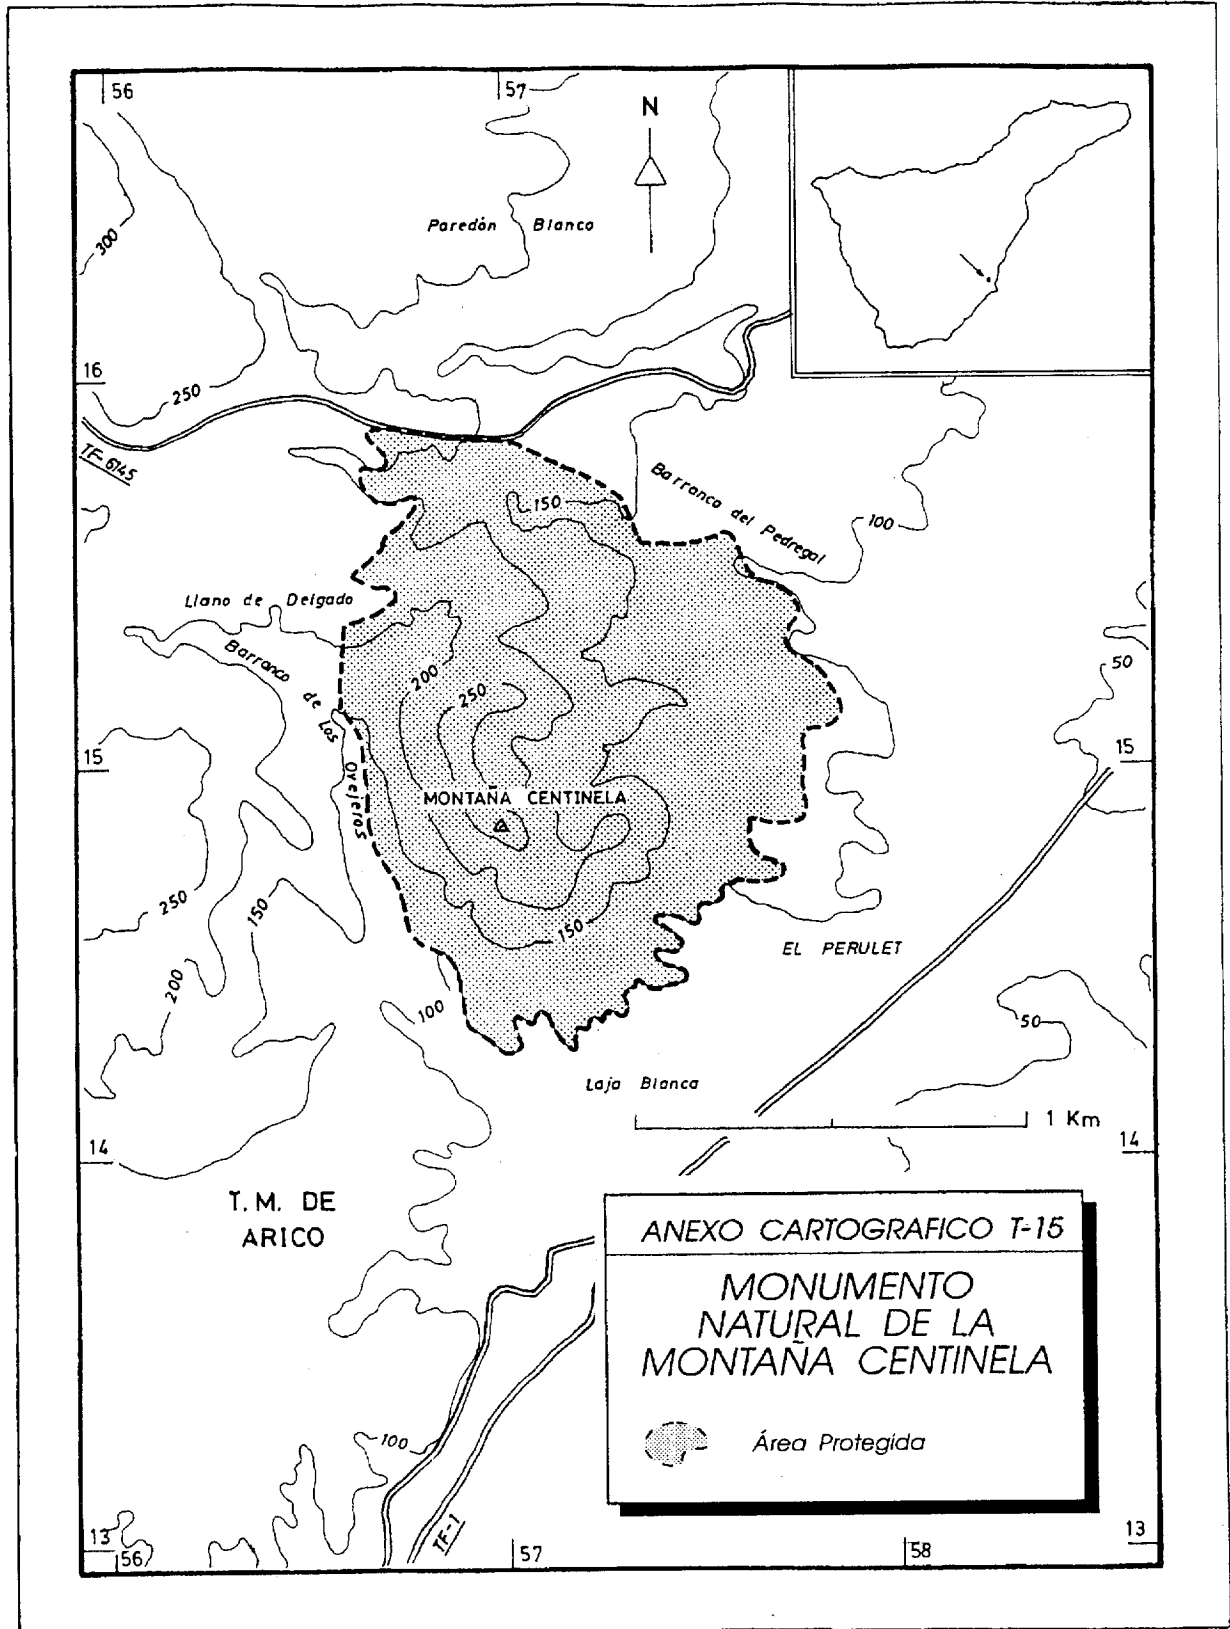 56
57
N
Paredón Blanco
300
16
250
TF-6145
150
Barranco del Pedregal
100
Llano de Delgado
Barranco de Los Ovejeros
200
250
50
15
15
MONTAÑA CENTINELA
250
150
150
200
100
EL PERULET
50
Laja Blanca
1 Km
14
14
T.M. DE
ARICO
ANEXO CARTOGRAFICO T-15
MONUMENTO
NATURAL DE LA
MONTAÑA CENTINELA
Área Protegida
100
TF-1
13
13
56
57
58